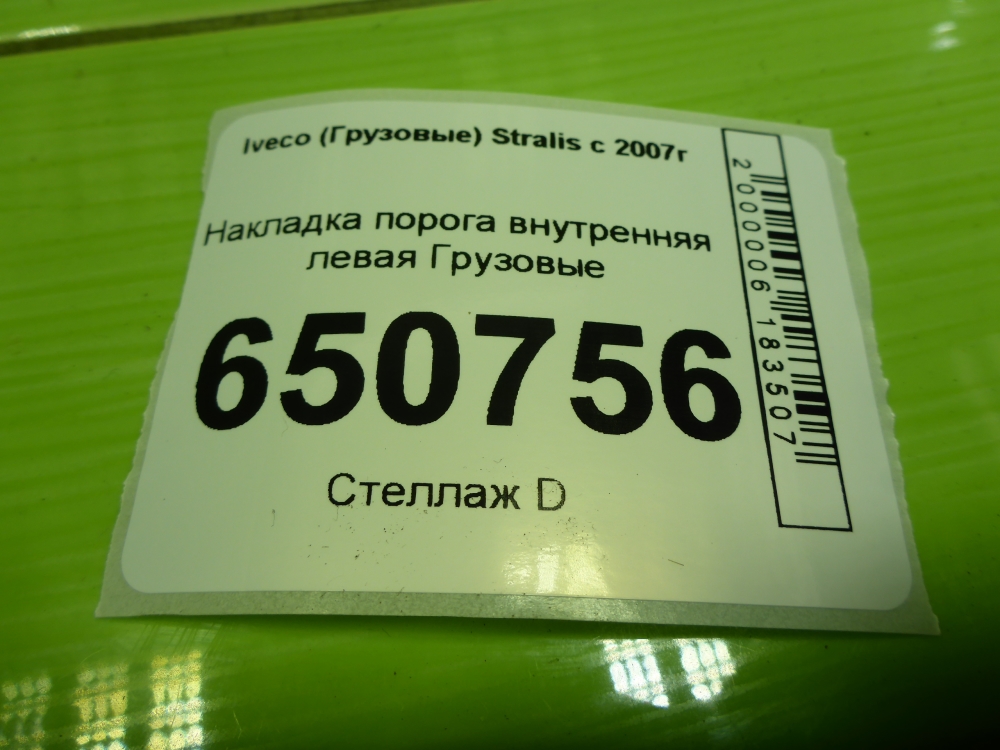 Iveco (Грузовые) Stralis с 2007г
Накладка порога внутренняя
левая Грузовые
650756
Стеллаж D
2000006183507